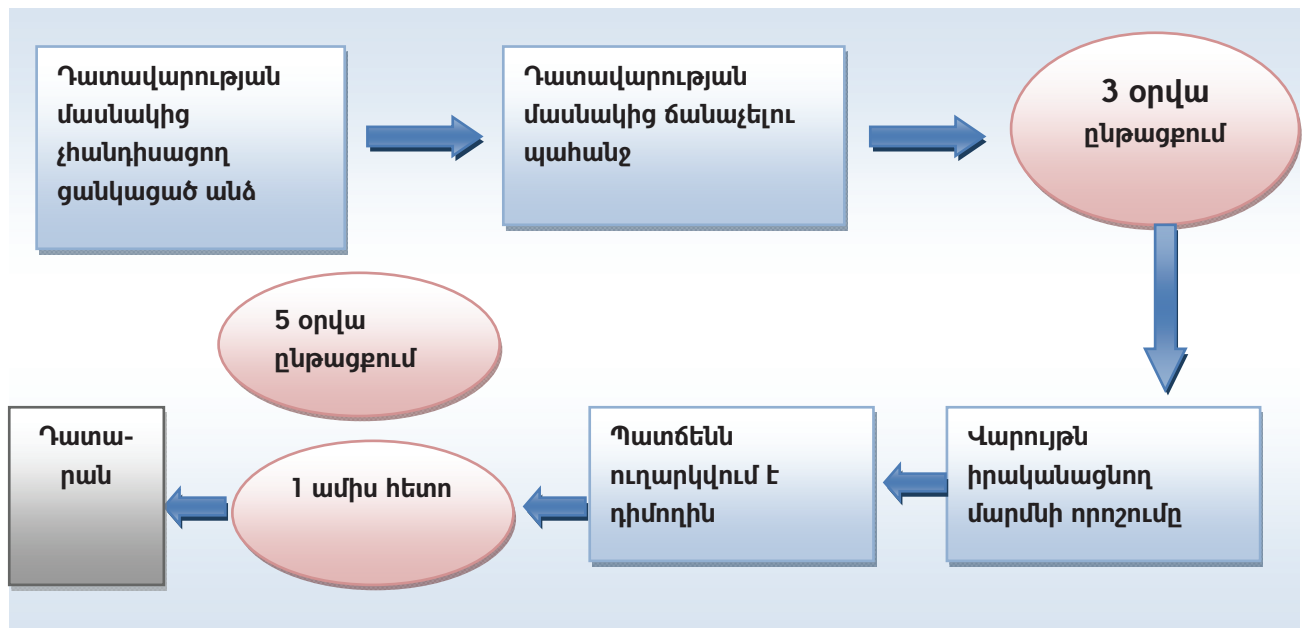 Դատավարության
մասնակից
չհանդիսացող
ցանկացած անձ
Դատավարության
մասնակից ճանաչելու
պահանջ
3 օրվա
ընթացքում
Վարույթն
իրականացնող
մարմնի որոշումը
Պատճենն
ուղարկվում է
դիմողին
5 օրվա
ընթացքում
1 ամիս հետո
Դատա-
րան